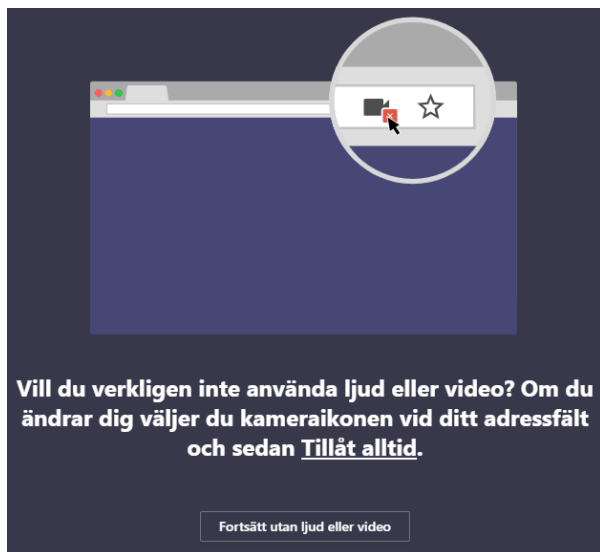 Vill du verkligen inte använda ljud eller video? Om du
ändrar dig väljer du kameraikonen vid ditt adressfält
och sedan Tillåt alltid.
Fortsätt utan ljud eller video